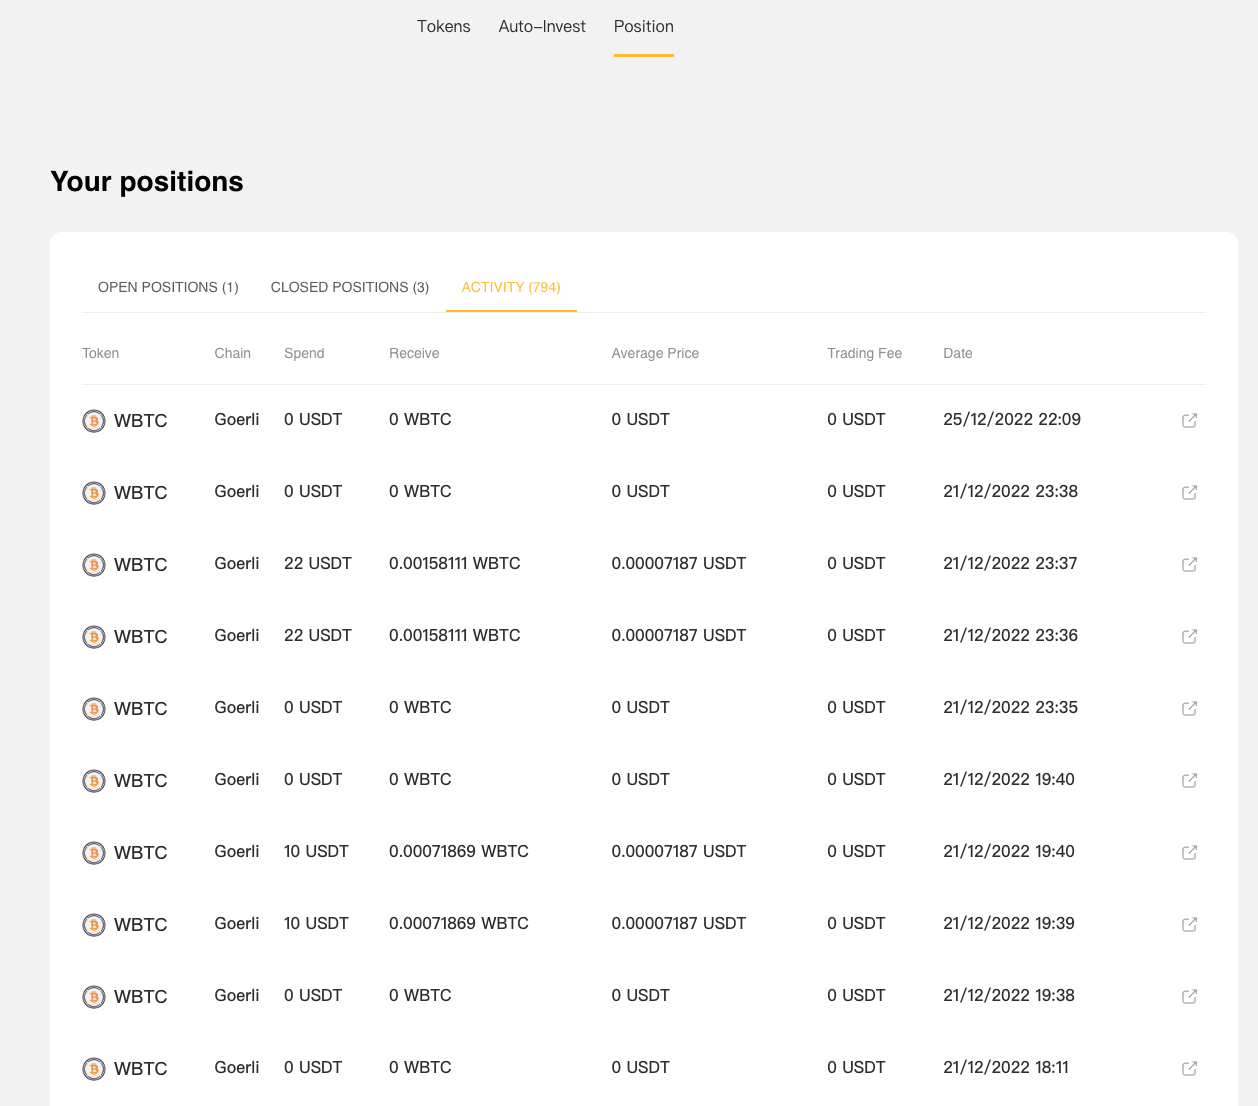 Tokens Auto-Invest Position
Your positions
OPEN POSITIONS (1) CLOSED POSITIONS (3) ACTIVITY (794)
Token Chain Spend Receive Average Price Trading Fee Date
WBTC Goerli 0 USDT 0 WBTC 0 USDT 0 USDT 25/12/2022 22:09
WBTC Goerli 0 USDT 0 WBTC 0 USDT 0 USDT 21/12/2022 23:38
WBTC Goerli 22 USDT 0.00158111 WBTC 0.00007187 USDT 0 USDT 21/12/2022 23:37
WBTC Goerli 22 USDT 0.00158111 WBTC 0.00007187 USDT 0 USDT 21/12/2022 23:36
WBTC Goerli 0 USDT 0 WBTC 0 USDT 0 USDT 21/12/2022 23:35
WBTC Goerli 0 USDT 0 WBTC 0 USDT 0 USDT 21/12/2022 19:40
WBTC Goerli 10 USDT 0.00071869 WBTC 0.00007187 USDT 0 USDT 21/12/2022 19:40
WBTC Goerli 10 USDT 0.00071869 WBTC 0.00007187 USDT 0 USDT 21/12/2022 19:39
WBTC Goerli 0 USDT 0 WBTC 0 USDT 0 USDT 21/12/2022 19:38
WBTC Goerli 0 USDT 0 WBTC 0 USDT 0 USDT 21/12/2022 18:11